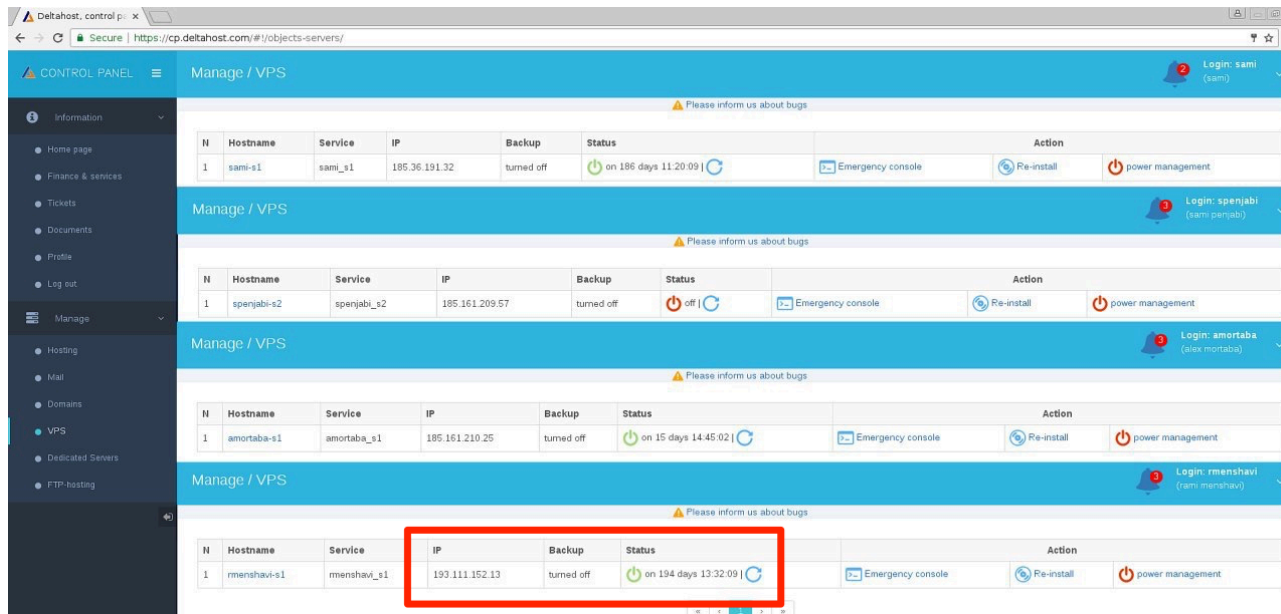 Deltahost, control p
Secure | https://cp.deltahost.com/#!/objects-servers/
CONTROL PANEL
Manage / VPS
2
Login: sami
(sami)
Please inform us about bugs
Information
Home page
Finance & services
Tickets
Documents
Profile
Log out
Manage
Hosting
Mail
Domains
VPS
Dedicated Servers
FTP-hosting
N Hostname Service IP Backup Status Action
1 sami-s1 sami_s1 185.36.191.32 turned off on 186 days 11:20:09 | Emergency console Re-install power management
Manage / VPS
3
Login: spenjabi
(sami penjabi)
Please inform us about bugs
N Hostname Service IP Backup Status Action
1 spenjabi-s2 spenjabi_s2 185.161.209.57 turned off off | Emergency console Re-install power management
Manage / VPS
3
Login: amortaba
(alex mortaba)
Please inform us about bugs
N Hostname Service IP Backup Status Action
1 amortaba-s1 amortaba_s1 185.161.210.25 turned off on 15 days 14:45:02 | Emergency console Re-install power management
Manage / VPS
3
Login: rmenshavi
(rami menshavi)
Please inform us about bugs
N Hostname Service IP Backup Status Action
1 rmenshavi-s1 rmenshavi_s1 193.111.152.13 turned off on 194 days 13:32:09 | Emergency console Re-install power management
« ‹ › »